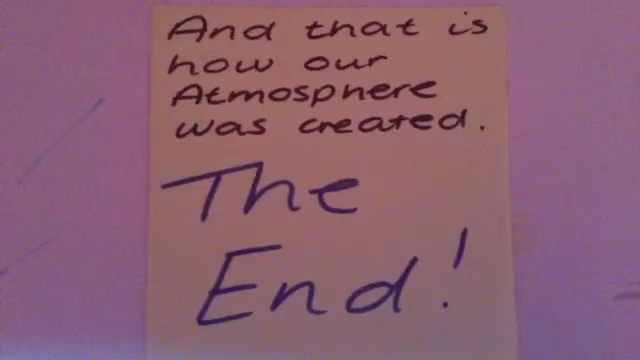 And that is
how our
Atmosphere
was created.
The
End!